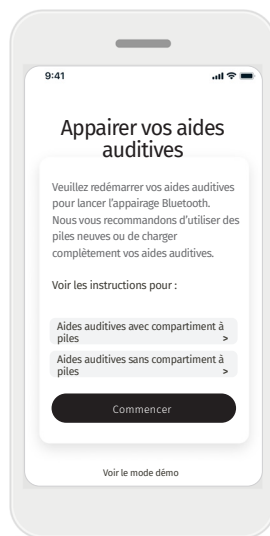 9:41
Appairer vos aides
auditives
Veuillez redémarrer vos aides auditives
pour lancer l’appairage Bluetooth.
Nous vous recommandons d’utiliser des
piles neuves ou de charger
complètement vos aides auditives.
Voir les instructions pour :
Aides auditives avec compartiment à
piles >
Aides auditives sans compartiment à
piles >
Commencer
Voir le mode démo